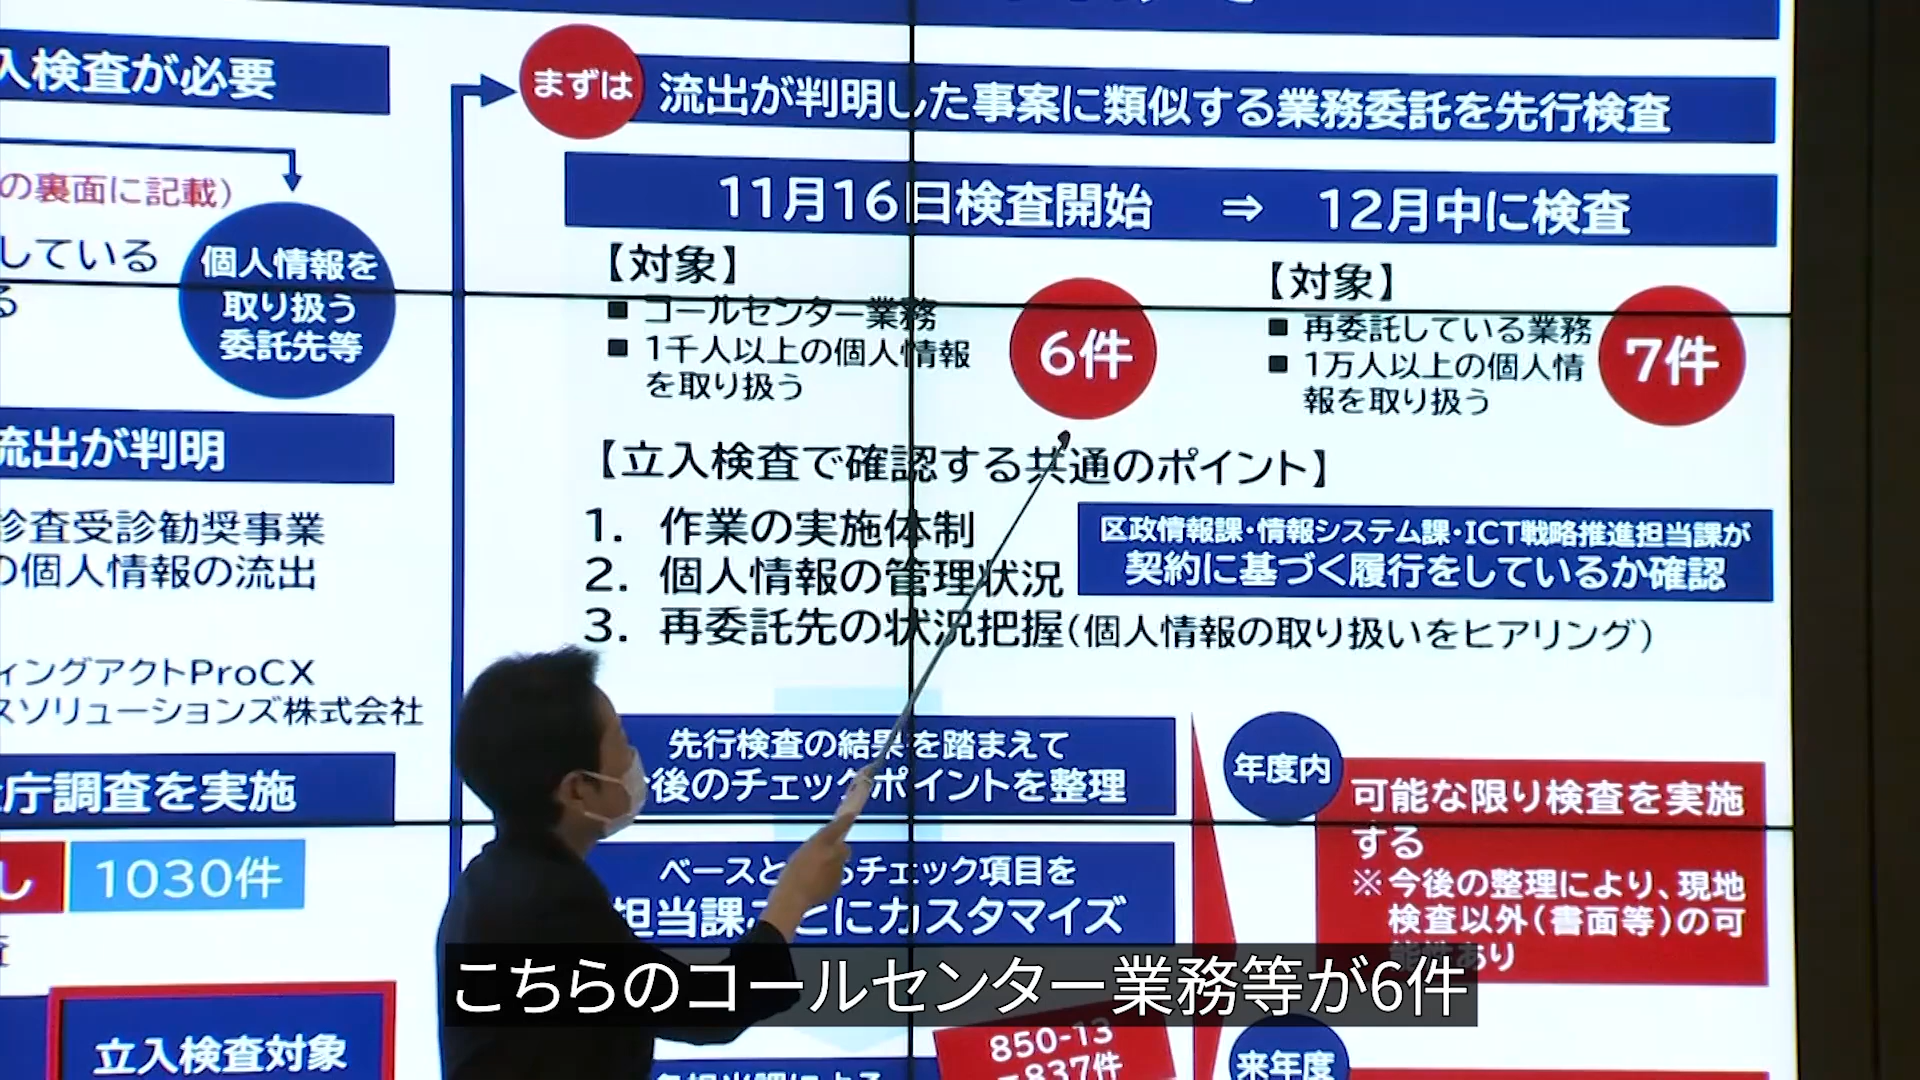 入検査が必要
の裏面に記載)
している
る
個人情報を
取り扱う
委託先等
流出が判明
診査受診勧奨事業
の個人情報の流出
ィングアクトProCX
スソリューションズ株式会社
庁調査を実施
し
1030件
立入検査対象
まずは
流出が判明した事案に類似する業務委託を先行検査
11月16日検査開始 ⇒ 12月中に検査
【対象】
■ コールセンター業務
■ 1千人以上の個人情報
を取り扱う
6件
【対象】
■ 再委託している業務
■ 1万人以上の個人情
報を取り扱う
7件
【立入検査で確認する共通のポイント】
1. 作業の実施体制
2. 個人情報の管理状況
3. 再委託先の状況把握(個人情報の取り扱いをヒアリング)
区政情報課・情報システム課・ICT戦略推進担当課が
契約に基づく履行をしているか確認
先行検査の結果を踏まえて
後のチェックポイントを整理
ベースと るチェック項目を
担当課ごとにカスタマイズ
年度内
可能な限り検査を実施
する
※今後の整理により、現地
検査以外(書面等)の可
能性あり
850-13
=837件
来年度
こちらのコールセンター業務等が6件